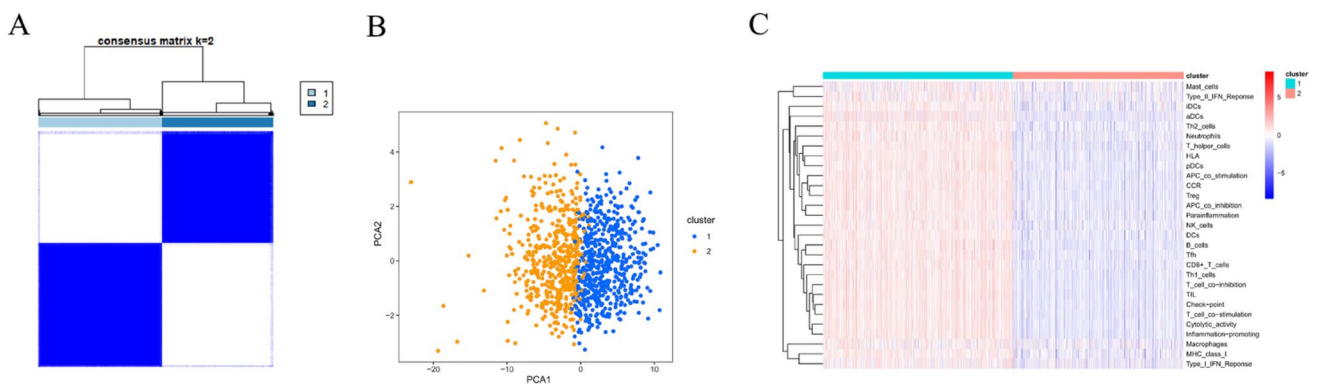 A
consensus matrix k=2
1
2
B
4
2
0
−2
−20
−10
0
10
PCA2
PCA1
cluster
1
2
C
cluster
Mast_cells
Type_II_IFN_Reponse
iDCs
aDCs
Th2_cells
Neutrophils
T_helper_cells
HLA
pDCs
APC_co_stimulation
CCR
Treg
APC_co_inhibition
Parainflammation
NK_cells
DCs
B_cells
Tfh
CD8+_T_cells
Th1_cells
T_cell_co-inhibition
TIL
Check-point
T_cell_co-stimulation
Cytolytic_activity
Inflammation-promoting
Macrophages
MHC_class_I
Type_I_IFN_Reponse
5
0
−5
cluster
1
2